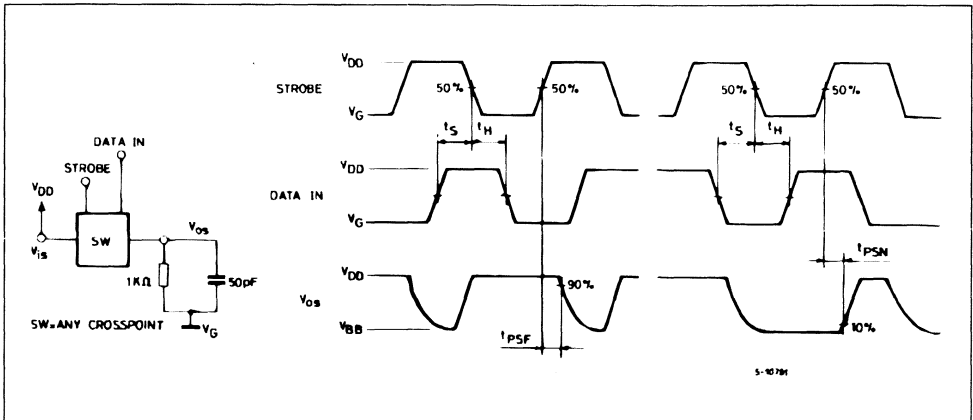 DATA IN
STROBE
VDD
Vis
SW
Vos
1KΩ
50pF
VG
SW=ANY CROSSPOINT
STROBE
VDD
VG
50%
50%
50%
50%
tS
tH
tS
tH
DATA IN
VDD
VG
Vos
VDD
VBB
90%
tPSF
tPSN
10%
S-10781